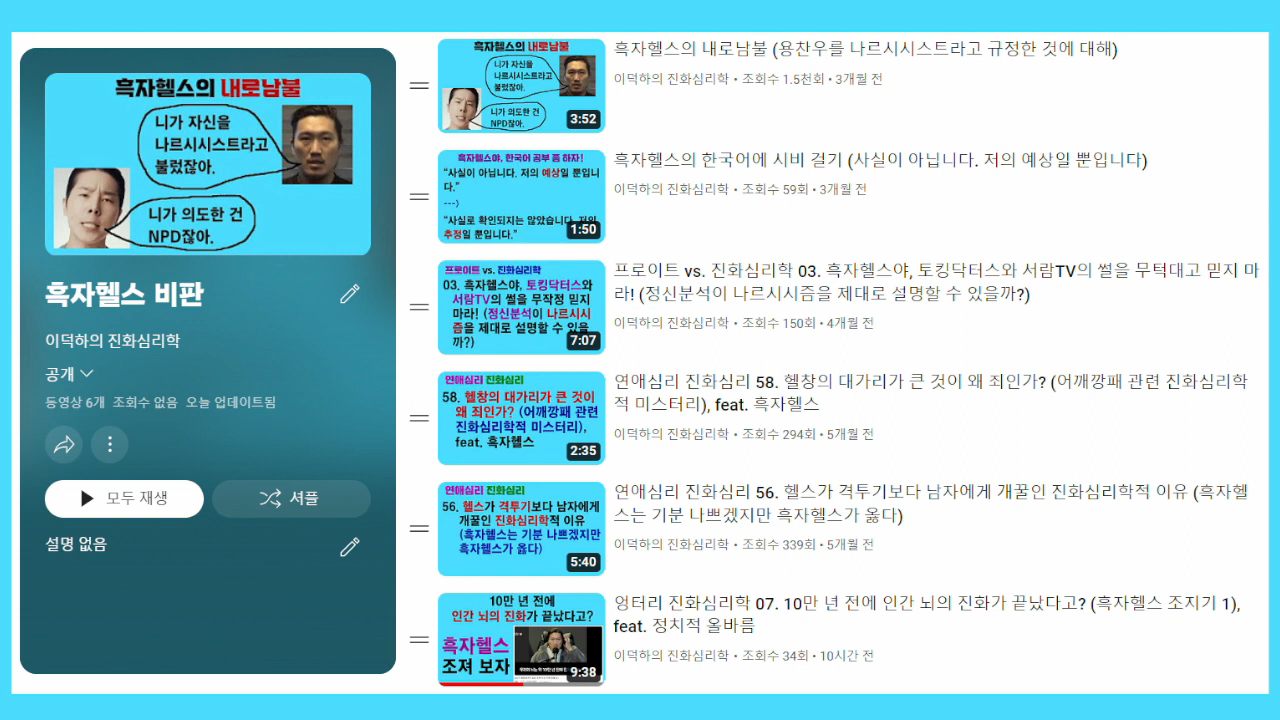 흑자헬스의 내로남불
니가 자신을
나르시시스트라고
불렀잖아.
니가 의도한 건
NPD잖아.
흑자헬스 비판
이덕하의 진화심리학
공개
동영상 6개 조회수 없음 오늘 업데이트됨
모두 재생
셔플
설명 없음
흑자헬스의 내로남불
니가 자신을
나르시시스트라고
불렀잖아.
니가 의도한 건
NPD잖아.
3:52
흑자헬스의 내로남불 (용찬우를 나르시시스트라고 규정한 것에 대해)
이덕하의 진화심리학 • 조회수 1.5천회 • 3개월 전
흑자헬스야, 한국어 공부 좀 하자!
"사실이 아닙니다. 저의 예상일 뿐입니
다."
---)
"사실로 확인되지는 않았습니다. 저의
추정일 뿐입니다."
1:50
흑자헬스의 한국어에 시비 걸기 (사실이 아닙니다. 저의 예상일 뿐입니다)
이덕하의 진화심리학 • 조회수 59회 • 3개월 전
프로이트 vs. 진화심리학
03. 흑자헬스야, 토킹닥터스와
서람TV의 썰을 무작정 믿지
마라! (정신분석이 나르시시
즘을 제대로 설명할 수 있을
까?)
7:07
프로이트 vs. 진화심리학 03. 흑자헬스야, 토킹닥터스와 서람TV의 썰을 무턱대고 믿지 마
라! (정신분석이 나르시시즘을 제대로 설명할 수 있을까?)
이덕하의 진화심리학 • 조회수 150회 • 4개월 전
연애심리 진화심리
58. 헬창의 대가리가 큰 것이
왜 죄인가? (어깨깡패 관련
진화심리학적 미스터리),
feat. 흑자헬스
2:35
연애심리 진화심리 58. 헬창의 대가리가 큰 것이 왜 죄인가? (어깨깡패 관련 진화심리학
적 미스터리), feat. 흑자헬스
이덕하의 진화심리학 • 조회수 294회 • 5개월 전
연애심리 진화심리
56. 헬스가 격투기보다 남자에게
개꿀인 진화심리학적 이유
(흑자헬스는 기분 나쁘겠지만
흑자헬스가 옳다)
5:40
연애심리 진화심리 56. 헬스가 격투기보다 남자에게 개꿀인 진화심리학적 이유 (흑자헬
스는 기분 나쁘겠지만 흑자헬스가 옳다)
이덕하의 진화심리학 • 조회수 339회 • 5개월 전
10만 년 전에
인간 뇌의 진화가 끝났다고?
흑자헬스
조져 보자
9:38
엉터리 진화심리학 07. 10만 년 전에 인간 뇌의 진화가 끝났다고? (흑자헬스 조지기 1),
feat. 정치적 올바름
이덕하의 진화심리학 • 조회수 34회 • 10시간 전